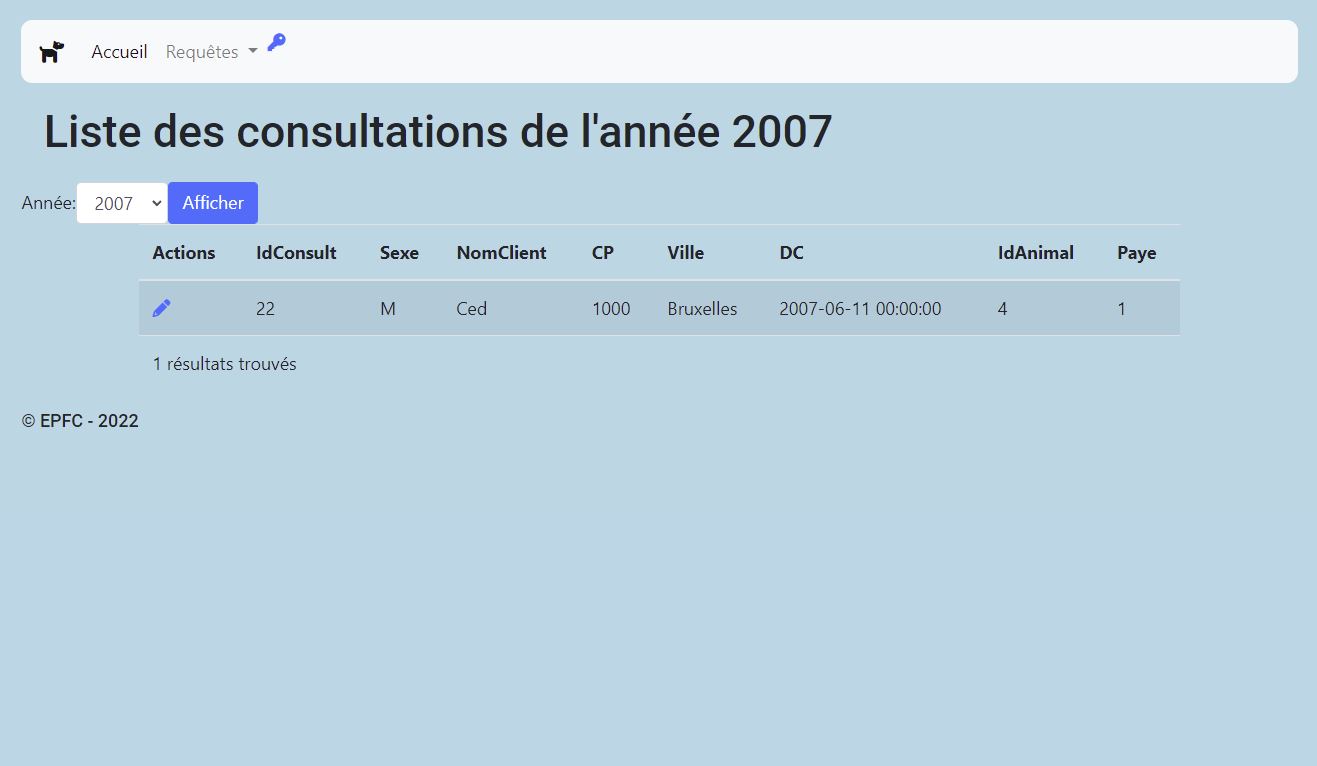 Accueil Requêtes
Liste des consultations de l'année 2007
Année: 2007 Afficher
Actions IdConsult Sexe NomClient CP Ville DC IdAnimal Paye
22 M Ced 1000 Bruxelles 2007-06-11 00:00:00 4 1
1 résultats trouvés
© EPFC - 2022